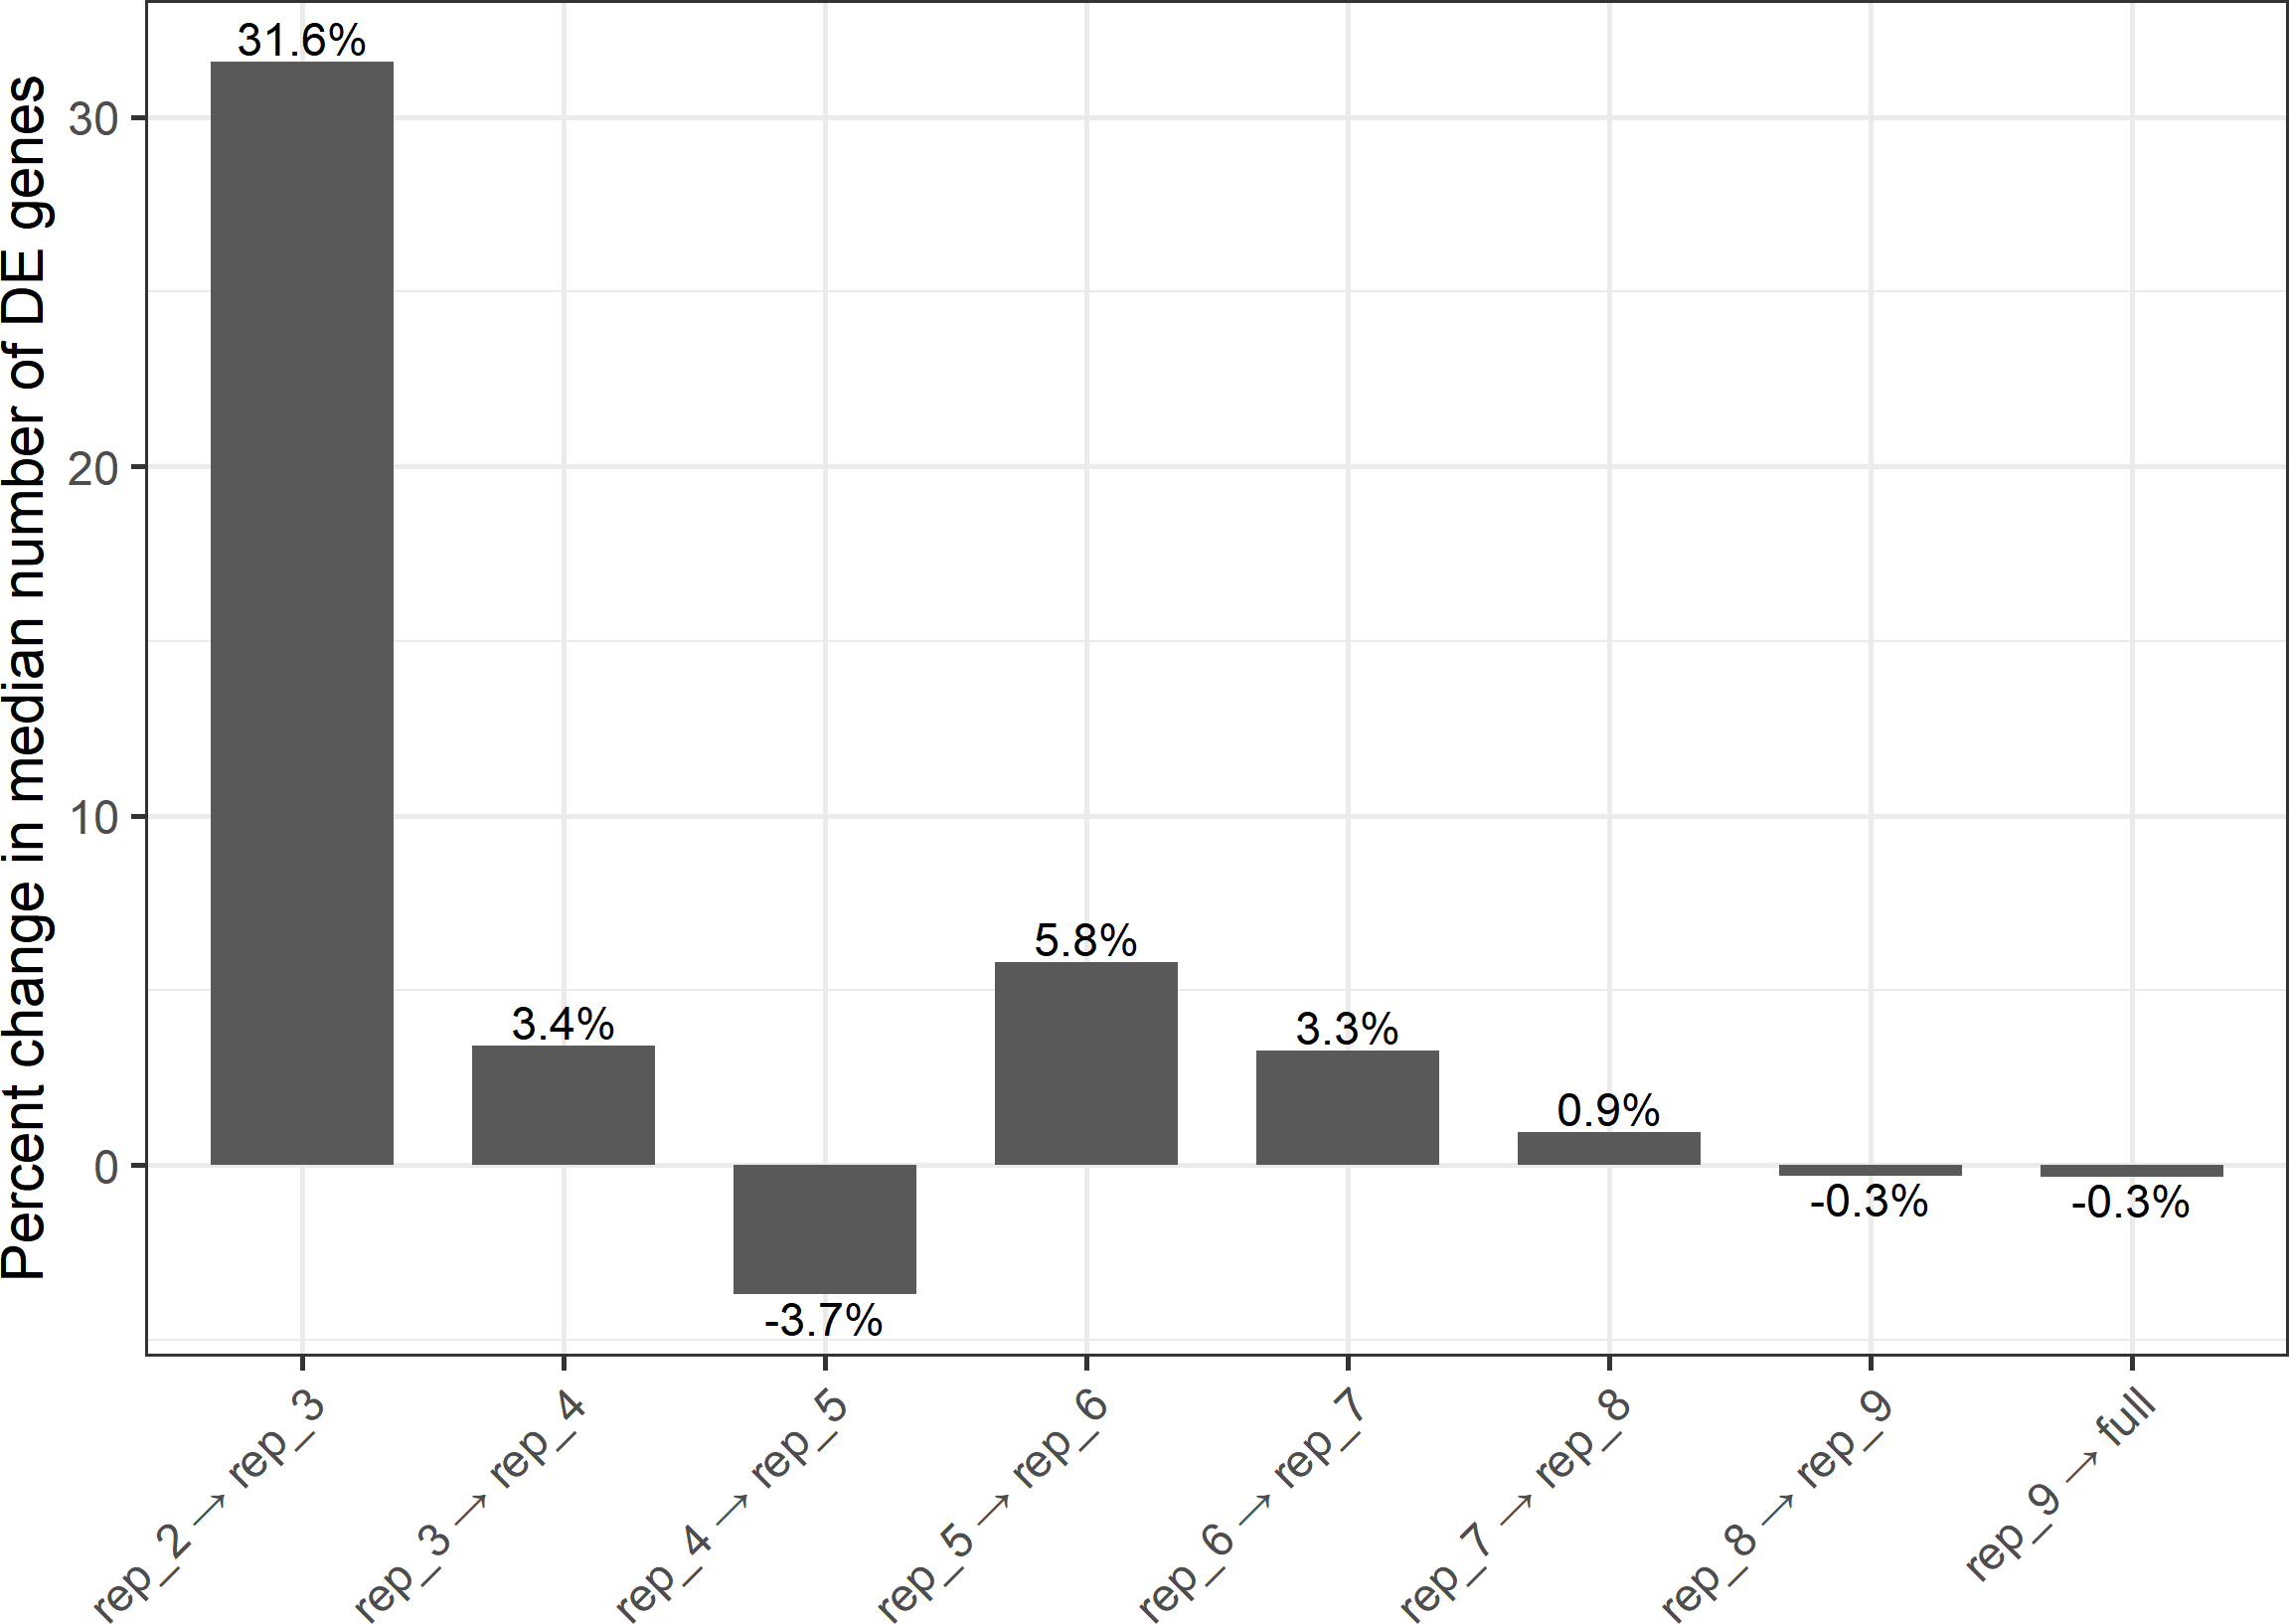 Percent change in median number of DE genes
30
20
10
0
31.6%
3.4%
-3.7%
5.8%
3.3%
0.9%
-0.3%
-0.3%
rep_2→rep_3
rep_3→rep_4
rep_4→rep_5
rep_5→rep_6
rep_6→rep_7
rep_7→rep_8
rep_8→rep_9
rep_9→full